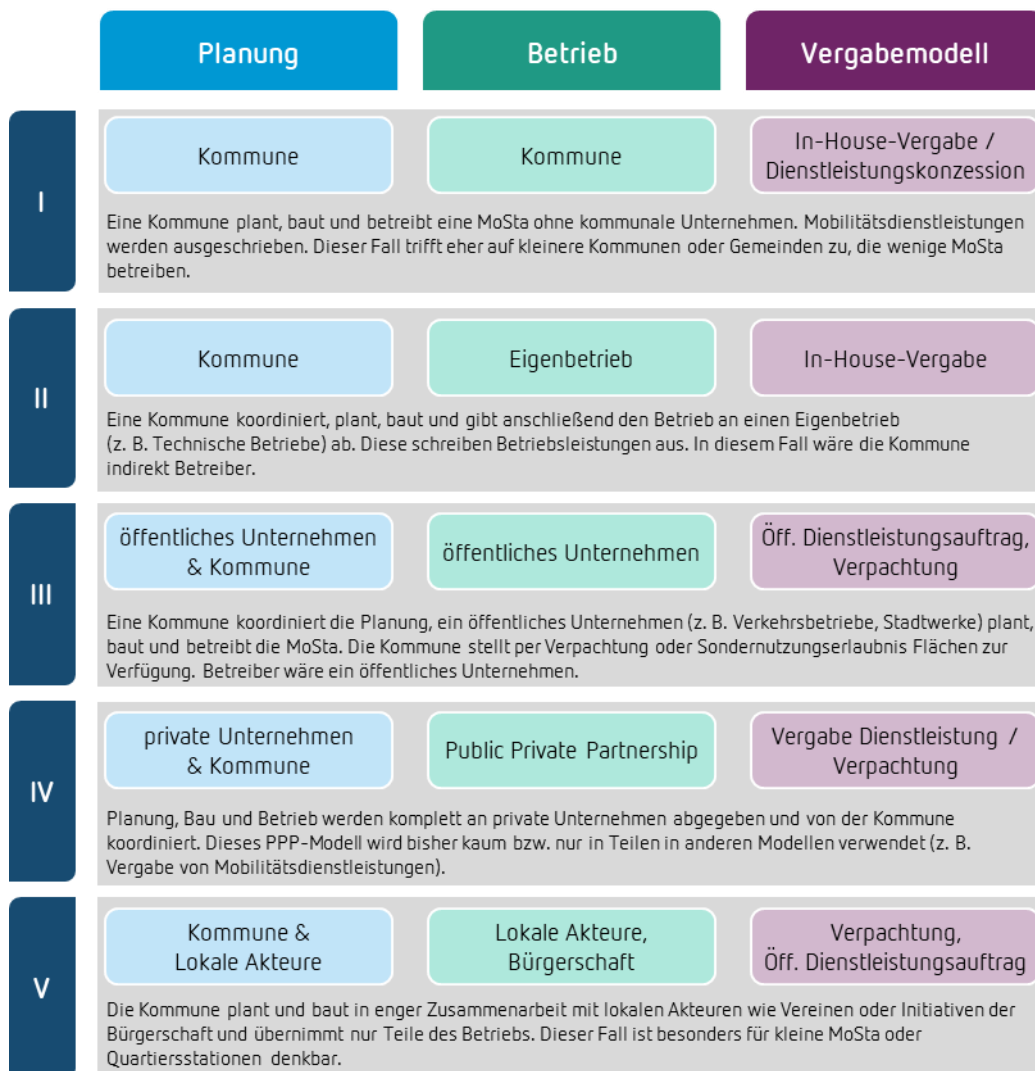 Planung
Betrieb
Vergabemodell
I
Kommune
Kommune
In-House-Vergabe /
Dienstleistungskonzession
Eine Kommune plant, baut und betreibt eine MoSta ohne kommunale Unternehmen. Mobilitätsdienstleistungen
werden ausgeschrieben. Dieser Fall trifft eher auf kleinere Kommunen oder Gemeinden zu, die wenige MoSta
betreiben.
II
Kommune
Eigenbetrieb
In-House-Vergabe
Eine Kommune koordiniert, plant, baut und gibt anschließend den Betrieb an einen Eigenbetrieb
(z. B. Technische Betriebe) ab. Diese schreiben Betriebsleistungen aus. In diesem Fall wäre die Kommune
indirekt Betreiber.
III
öffentliches Unternehmen
& Kommune
öffentliches Unternehmen
Öff. Dienstleistungsauftrag,
Verpachtung
Eine Kommune koordiniert die Planung, ein öffentliches Unternehmen (z. B. Verkehrsbetriebe, Stadtwerke) plant,
baut und betreibt die MoSta. Die Kommune stellt per Verpachtung oder Sondernutzungserlaubnis Flächen zur
Verfügung. Betreiber wäre ein öffentliches Unternehmen.
IV
private Unternehmen
& Kommune
Public Private Partnership
Vergabe Dienstleistung /
Verpachtung
Planung, Bau und Betrieb werden komplett an private Unternehmen abgegeben und von der Kommune
koordiniert. Dieses PPP-Modell wird bisher kaum bzw. nur in Teilen in anderen Modellen verwendet (z. B.
Vergabe von Mobilitätsdienstleistungen).
V
Kommune &
Lokale Akteure
Lokale Akteure,
Bürgerschaft
Verpachtung,
Öff. Dienstleistungsauftrag
Die Kommune plant und baut in enger Zusammenarbeit mit lokalen Akteuren wie Vereinen oder Initiativen der
Bürgerschaft und übernimmt nur Teile des Betriebs. Dieser Fall ist besonders für kleine MoSta oder
Quartiersstationen denkbar.